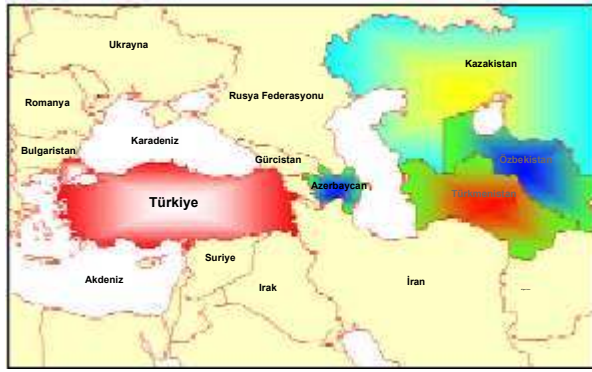 Ukrayna
Kazakistan
Romanya
Rusya Federasyonu
Karadeniz
Bulgaristan
Gürcistan
Özbekistan
Azerbaycan
Türkmenistan
Türkiye
Suriye
Akdeniz
Irak
İran